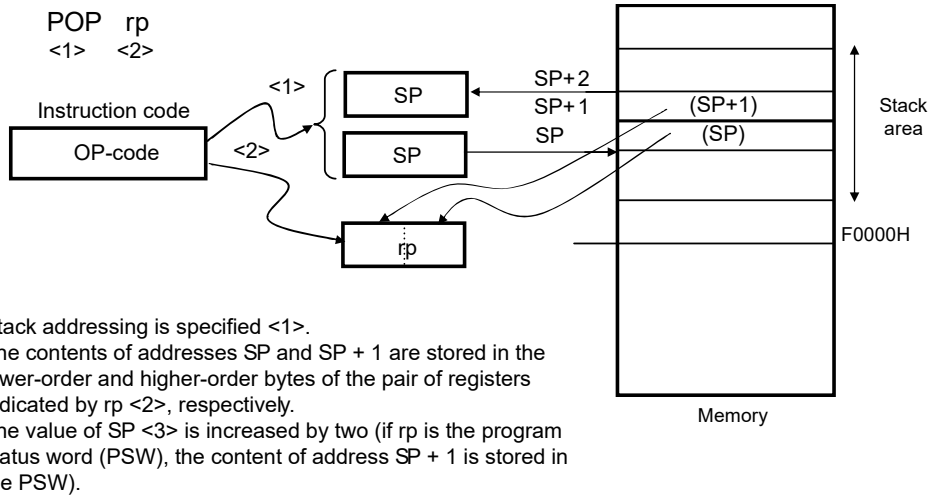 POP rp
<1> <2>
Instruction code
OP-code
<1>
<2>
SP
SP
SP+2
SP+1
SP
(SP+1)
(SP)
Stack
area
rp
F0000H
Memory
tack addressing is specified <1>.
he contents of addresses SP and SP + 1 are stored in the
wer-order and higher-order bytes of the pair of registers
dicated by rp <2>, respectively.
he value of SP <3> is increased by two (if rp is the program
atus word (PSW), the content of address SP + 1 is stored in
e PSW).